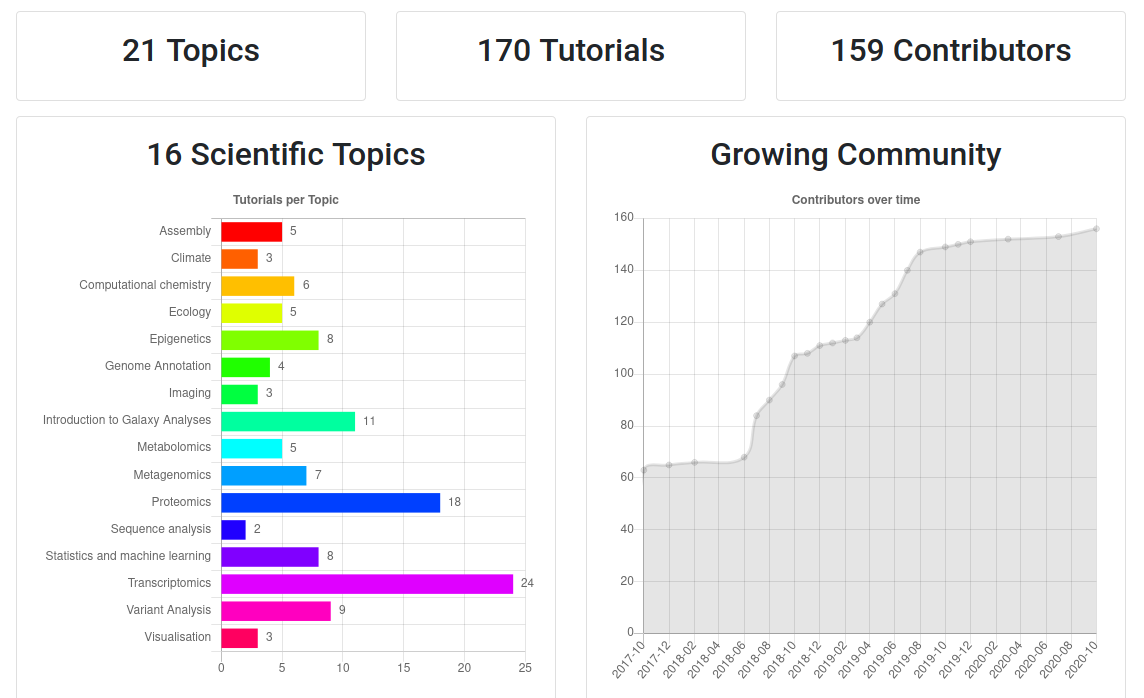 21 Topics
170 Tutorials
159 Contributors
16 Scientific Topics
Tutorials per Topic
Assembly 5
Climate 3
Computational chemistry 6
Ecology 5
Epigenetics 8
Genome Annotation 4
Imaging 3
Introduction to Galaxy Analyses 11
Metabolomics 5
Metagenomics 7
Proteomics 18
Sequence analysis 2
Statistics and machine learning 8
Transcriptomics 24
Variant Analysis 9
Visualisation 3
0 5 10 15 20 25
Growing Community
Contributors over time
160
140
120
100
80
60
40
20
0
2017-10 2017-12 2018-02 2018-04 2018-06 2018-08 2018-10 2018-12 2019-02 2019-04 2019-06 2019-08 2019-10 2019-12 2020-02 2020-04 2020-06 2020-08 2020-10